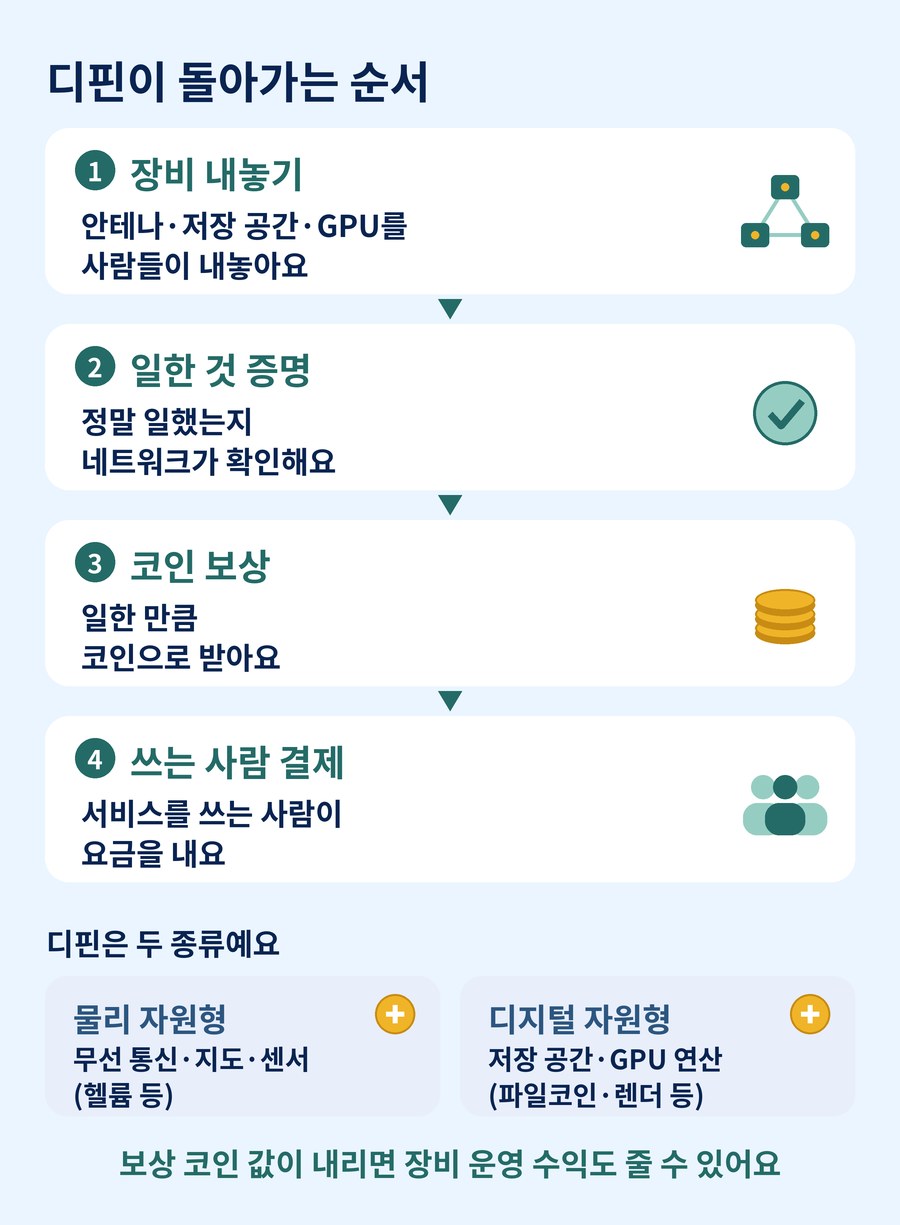 디핀이 돌아가는 순서
1 장비 내놓기
안테나·저장 공간·GPU를
사람들이 내놓아요
2 일한 것 증명
정말 일했는지
네트워크가 확인해요
3 코인 보상
일한 만큼
코인으로 받아요
4 쓰는 사람 결제
서비스를 쓰는 사람이
요금을 내요
디핀은 두 종류예요
물리 자원형
무선 통신·지도·센서
(헬륨 등)
디지털 자원형
저장 공간·GPU 연산
(파일코인·렌더 등)
보상 코인 값이 내리면 장비 운영 수익도 줄 수 있어요